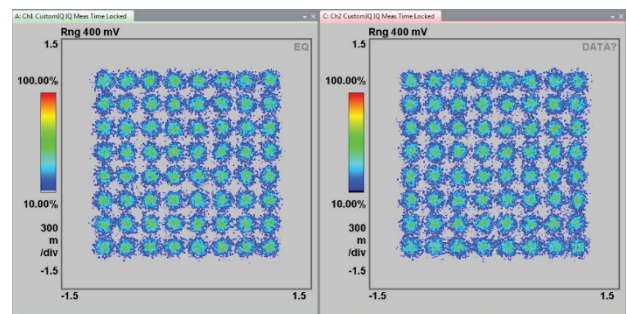 A: Ch1 CustomIQ IQ Meas Time Locked
Rng 400 mV
1.5
EQ
100.00%
10.00%
300
m
/div
-1.5
-1.5
1.5
C: Ch2 CustomIQ IQ Meas Time Locked
Rng 400 mV
1.5
DATA?
100.00%
10.00%
300
m
/div
-1.5
-1.5
1.5